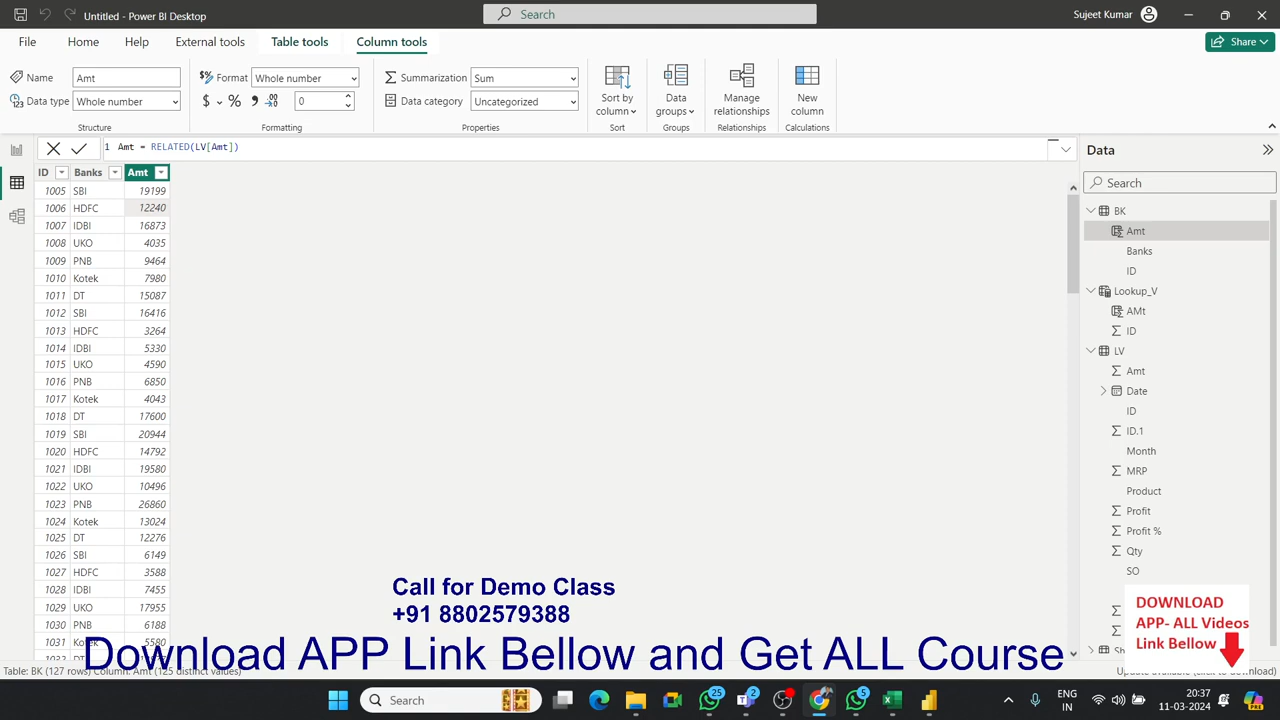 Untitled - Power BI Desktop
Search
Sujeet Kumar
File
Home
Help
External tools
Table tools
Column tools
Share
Name
Amt
Format
Whole number
Summarization
Sum
Data type
Whole number
$
%
0
Data category
Uncategorized
Sort by
column
Data
groups
Manage
relationships
New
column
Structure
Formatting
Properties
Sort
Groups
Relationships
Calculations
1 Amt = RELATED(LV[Amt])
ID Banks Amt
1005 SBI 19199
1006 HDFC 12240
1007 IDBI 16873
1008 UKO 4035
1009 PNB 9464
1010 Kotek 7980
1011 DT 15087
1012 SBI 16416
1013 HDFC 3264
1014 IDBI 5330
1015 UKO 4590
1016 PNB 6850
1017 Kotek 4043
1018 DT 17600
1019 SBI 20944
1020 HDFC 14792
1021 IDBI 19580
1022 UKO 10496
1023 PNB 26860
1024 Kotek 13024
1025 DT 12276
1026 SBI 6149
1027 HDFC 3588
1028 IDBI 7455
1029 UKO 17955
1030 PNB 6188
1031 5580
Data
Search
BK
Amt
Banks
ID
Lookup_V
AMt
ID
LV
Amt
Date
ID
ID.1
Month
MRP
Product
Profit
Profit %
Qty
SO
Call for Demo Class
+91 8802579388
Download APP Link Bellow and Get ALL Course
DOWNLOAD
APP- ALL Videos
Link Bellow
Table: BK (127 rows) Column: Amt (125 distinct values)
Update available (click to download)
Search
25
2
5
ENG
IN
20:37
11-03-2024